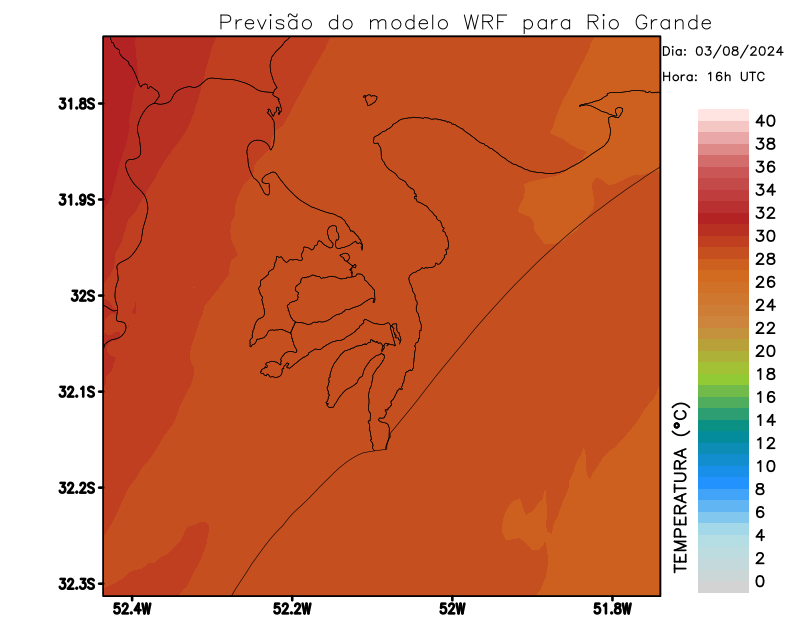 Previsão do modelo WRF para Rio Grande
Dia: 03/08/2024
Hora: 16h UTC
31.8S
31.9S
32S
32.1S
32.2S
32.3S
52.4W
52.2W
52W
51.8W
TEMPERATURA (°C)
40
38
36
34
32
30
28
26
24
22
20
18
16
14
12
10
8
6
4
2
0